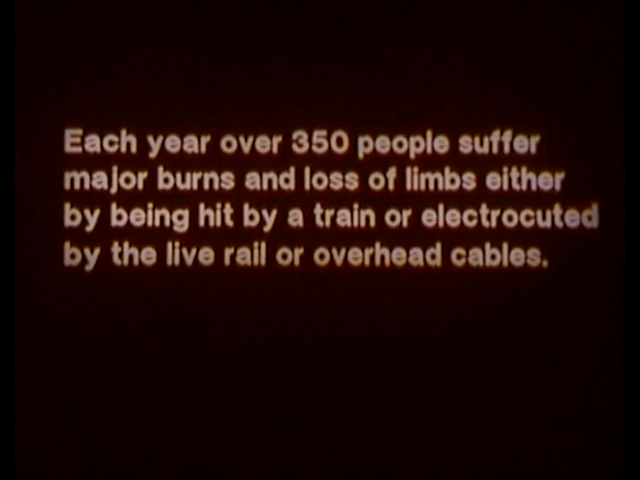 Each year over 350 people suffer
major burns and loss of limbs either
by being hit by a train or electrocuted
by the live rail or overhead cables.